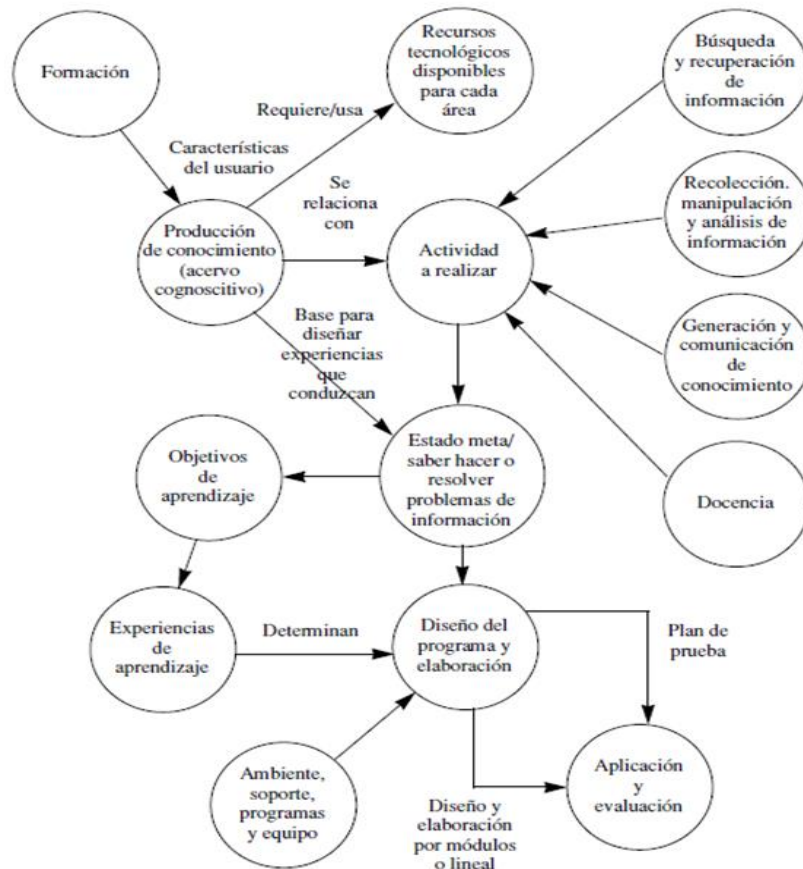 Formación
Recursos
tecnológicos
disponibles
para cada
área
Búsqueda
y recuperación
de
información
Requiere/usa
Características
del usuario
Se
relaciona
con
Recolección.
manipulación
y análisis de
información
Producción
de conocimiento
(acervo
cognoscitivo)
Actividad
a realizar
Base para
diseñar
experiencias
que
conduzcan
Generación y
comunicación
de
conocimiento
Objetivos
de
aprendizaje
Estado meta/
saber hacer o
resolver
problemas de
información
Docencia
Experiencias
de
aprendizaje
Determinan
Diseño del
programa y
elaboración
Plan de
prueba
Ambiente,
soporte,
programas
y equipo
Diseño y
elaboración
por módulos
o lineal
Aplicación
y
evaluación